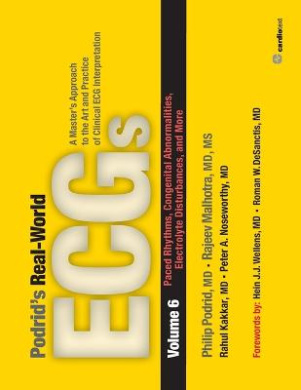 Podrid's Real-World
ECGs
A Master's Approach
to the Art and Practice
of Clinical ECG Interpretation
Volume 6
Paced Rhythms, Congenital Abnormalities,
Electrolyte Disturbances, and More
Philip Podrid, MD • Rajeev Malhotra, MD, MS
Rahul Kakkar, MD • Peter A. Noseworthy, MD
Forewords by: Hein J.J. Wellens, MD • Roman W. DeSanctis, MD
cardiotext